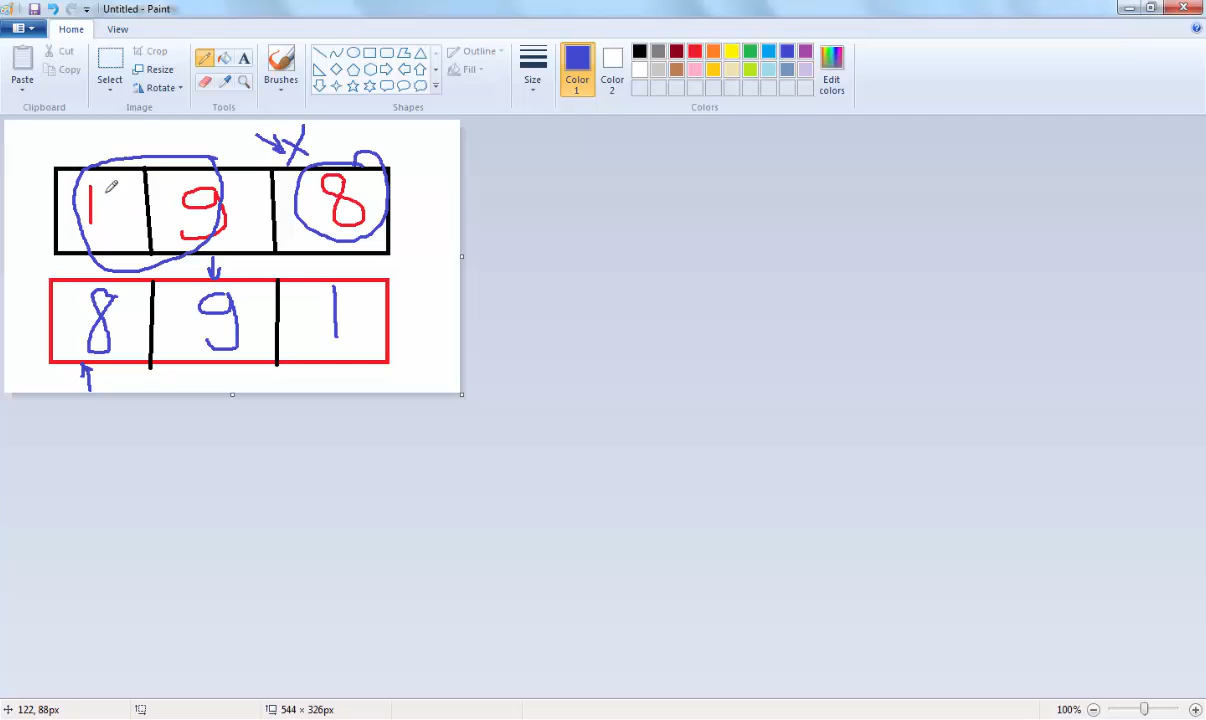 Untitled - Paint
Home View
Cut Crop Outline
Copy Resize Fill
Paste Select Rotate Brushes Size Color 1 Color 2 Edit colors
Clipboard Image Tools Shapes Colors
A
X
1 9 8
8 9 1
122, 88px 544 × 326px 100%